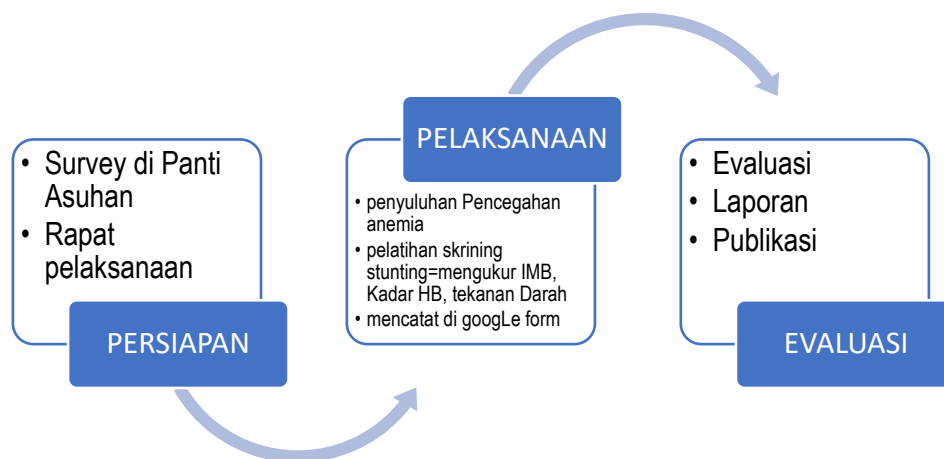 • Survey di Panti
Asuhan
• Rapat
pelaksanaan
PERSIAPAN
PELAKSANAAN
• penyuluhan Pencegahan
anemia
• pelatihan skrining
stunting=mengukur IMB,
Kadar HB, tekanan Darah
• mencatat di googLe form
• Evaluasi
• Laporan
• Publikasi
EVALUASI